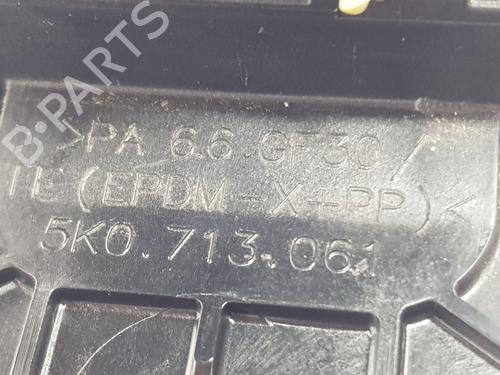 B-PARTS
>PA 6.6.GF30/
TE(EPDM-X+PP)<
5K0.713.061